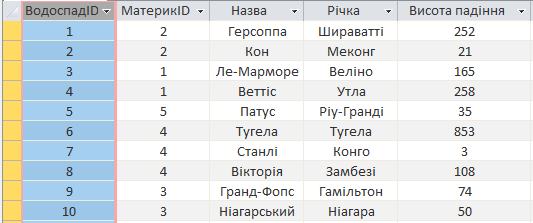 ВодоспадID МатерикID Назва Річка Висота падіння
1 2 Герсоппа Шираватті 252
2 2 Кон Меконг 21
3 1 Ле-Марморе Веліно 165
4 1 Веттіс Утла 258
5 5 Патус Ріу-Гранді 35
6 4 Тугела Тугела 853
7 4 Станлі Конго 3
8 4 Вікторія Замбезі 108
9 3 Гранд-Фопс Гамільтон 74
10 3 Ніагарський Ніагара 50